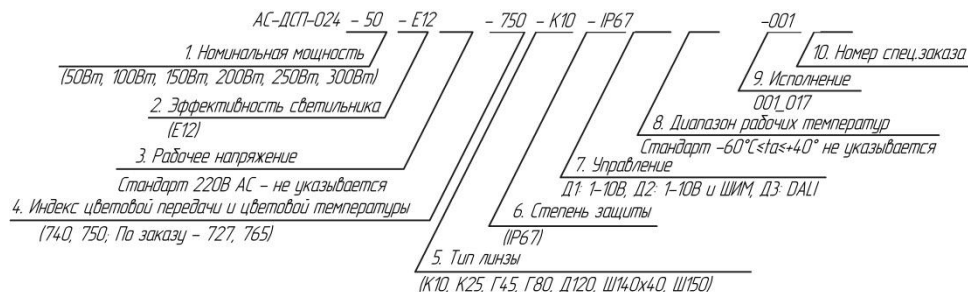 АС-ДСП-024 - 50 - Е12 - 750 - К10 - IP67 -001
1. Номинальная мощность
(50Вт, 100Вт, 150Вт, 200Вт, 250Вт, 300Вт)
10. Номер спец.заказа
9. Исполнение
001_017
2. Эффективность светильника
(Е12)
8. Диапазон рабочих температур
Стандарт -60°С≤ta≤+40° не указывается
3. Рабочее напряжение
Стандарт 220В АС - не указывается
7. Управление
Д1: 1-10В, Д2: 1-10В и ШИМ, Д3: DALI
4. Индекс цветовой передачи и цветовой температуры
(740, 750; По заказу - 727, 765)
6. Степень защиты
(IP67)
5. Тип линзы
(К10, К25, Г45, Г80, Д120, Ш140х40, Ш150)